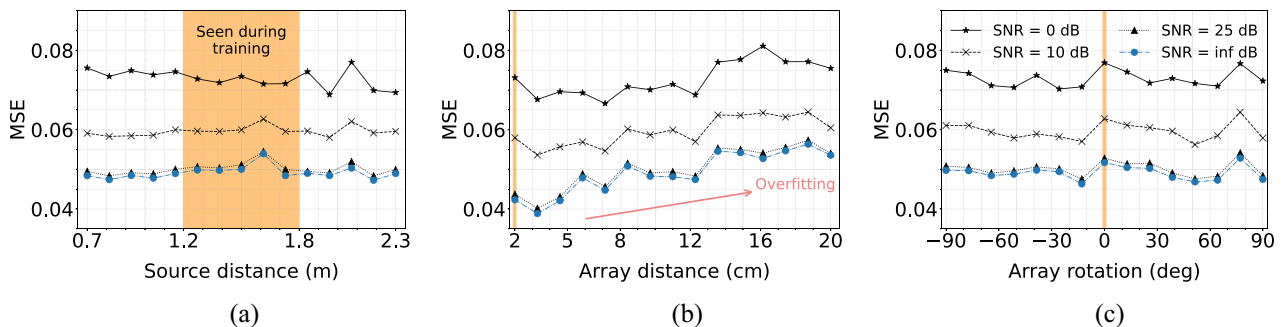 Seen during
training
0.08
0.06
0.04
MSE
0.7
1.2
1.8
2.3
Source distance (m)
(a)
0.08
0.06
0.04
MSE
Overfitting
2
5
8
12
16
20
Array distance (cm)
(b)
SNR = 0 dB
SNR = 25 dB
SNR = 10 dB
SNR = inf dB
0.08
0.06
0.04
MSE
−90
−60
−30
0
30
60
90
Array rotation (deg)
(c)